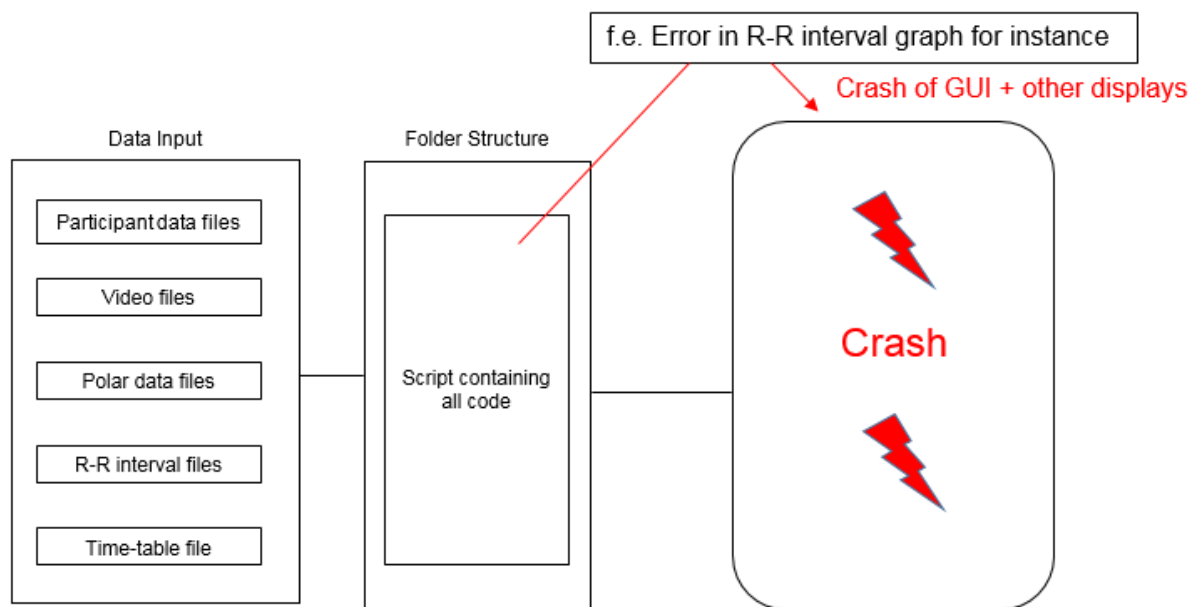 f.e. Error in R-R interval graph for instance
Crash of GUI + other displays
Data Input
Participant data files
Video files
Polar data files
R-R interval files
Time-table file
Folder Structure
Script containing
all code
Crash